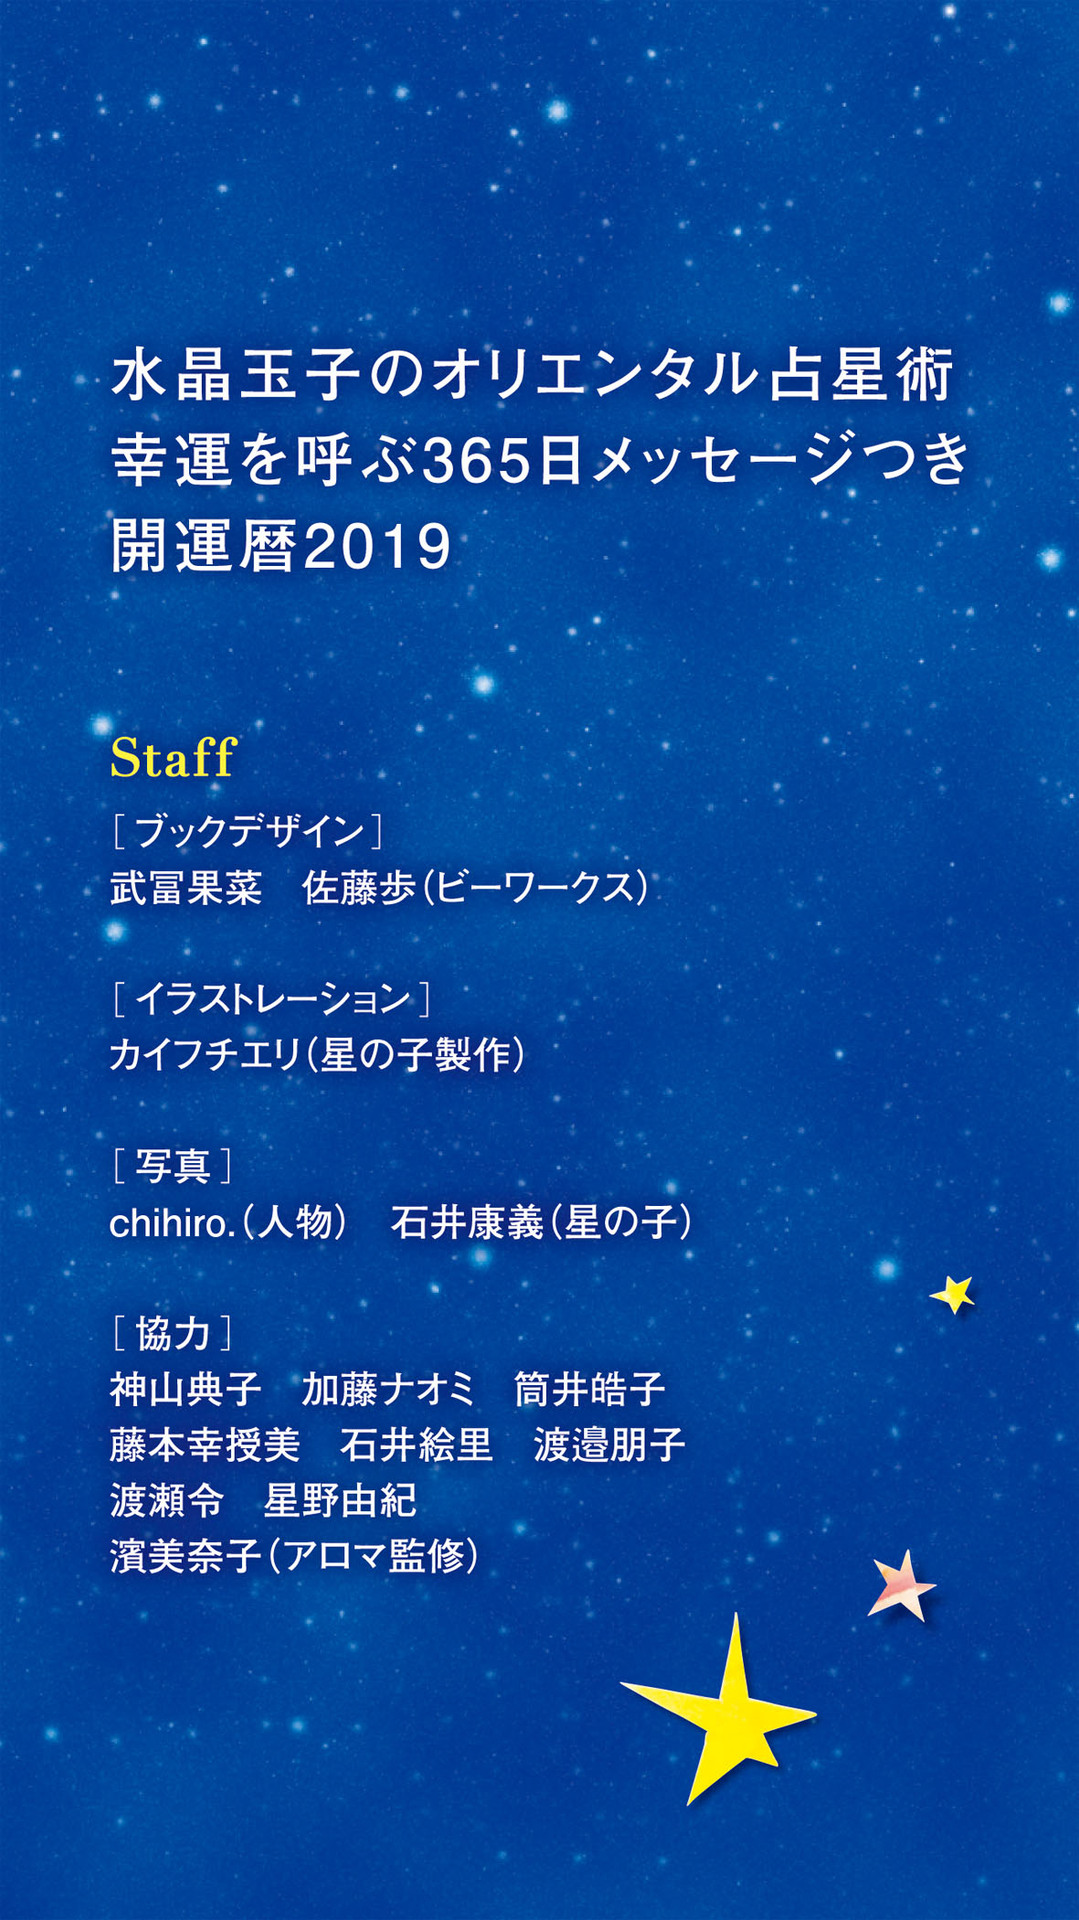 水晶玉子のオリエンタル占星術
幸運を呼ぶ365日メッセージつき
開運暦2019
Staff
[ブックデザイン]
武冨果菜　佐藤歩(ビーワークス)
[イラストレーション]
カイフチエリ(星の子製作)
[写真]
chihiro.(人物)　石井康義(星の子)
[協力]
神山典子　加藤ナオミ　筒井皓子
藤本幸授美　石井絵里　渡邉朋子
渡瀬令　星野由紀
濱美奈子(アロマ監修)